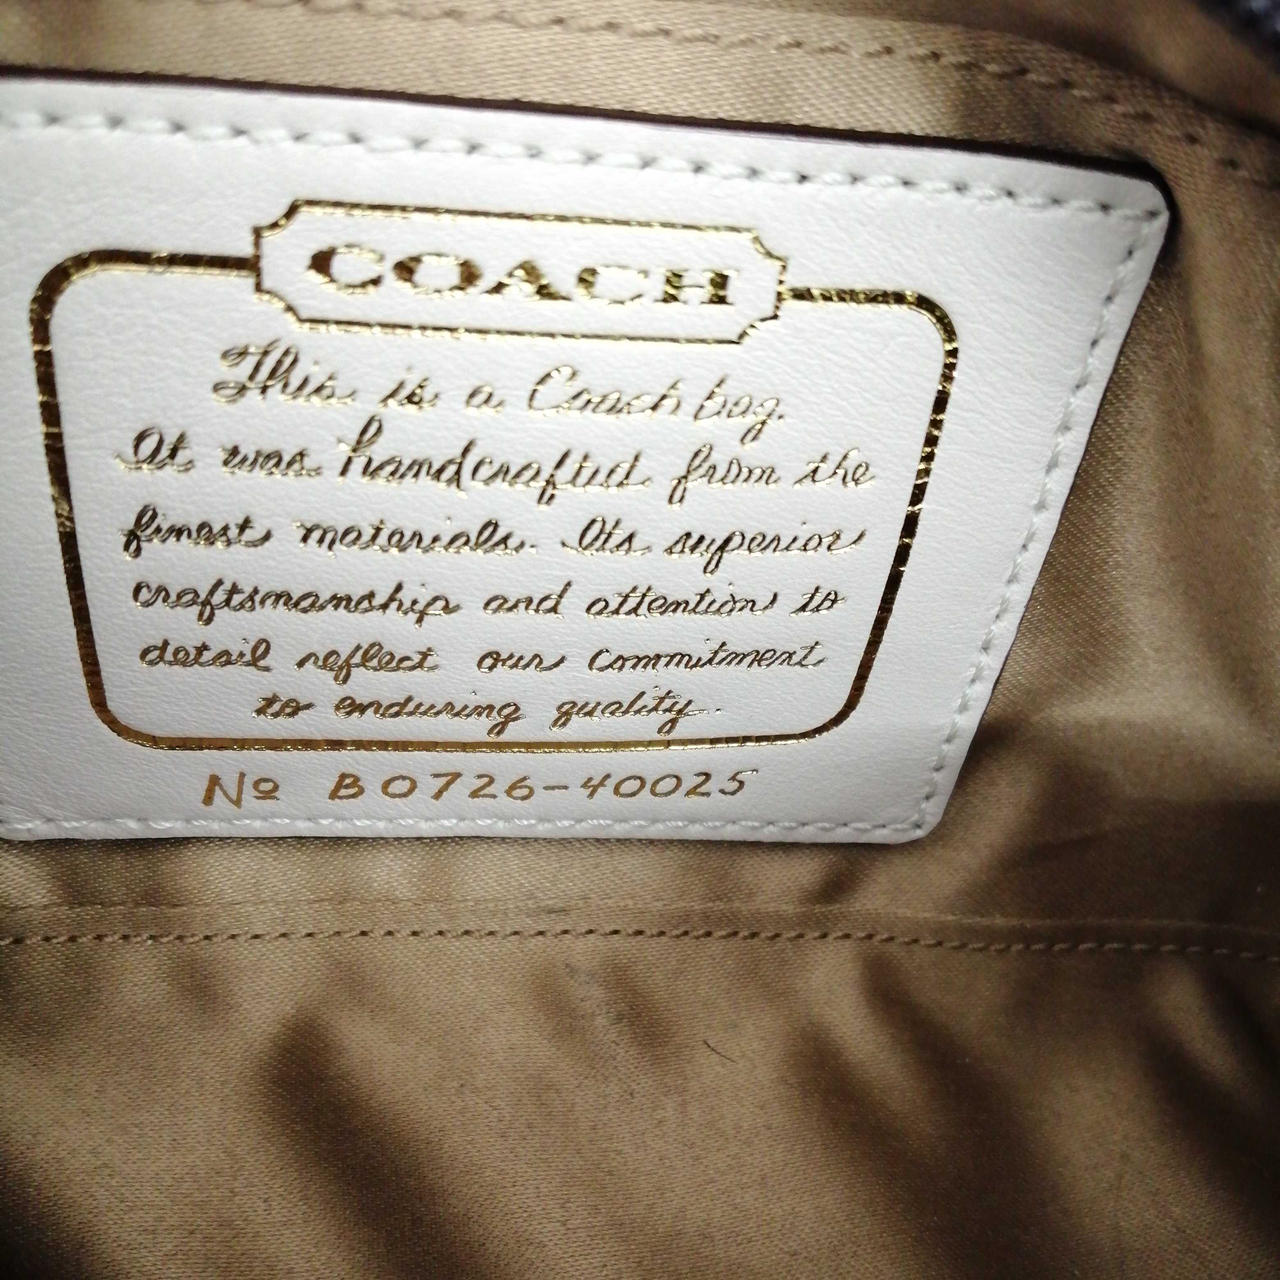 COACH
This is a Coach bag.
It was handcrafted from the
finest materials. Its superior
craftsmanship and attention to
detail reflect our commitment
to enduring quality.
Nº B0726-40025